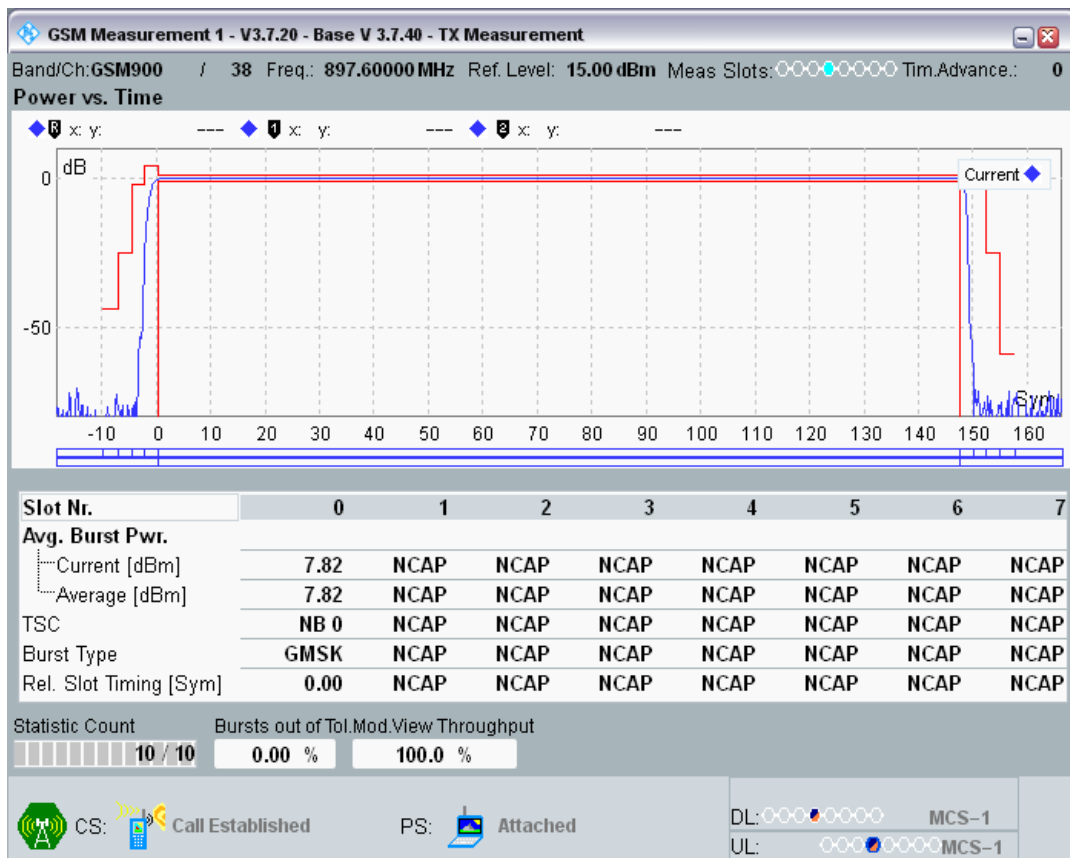 GSM Measurement 1 - V3.7.20 - Base V 3.7.40 - TX Measurement
Band/Ch:GSM900 / 38 Freq.: 897.60000 MHz Ref. Level: 15.00 dBm Meas Slots: Tim.Advance.: 0
Power vs. Time
R x: y: --- 1 x: y: --- 2 x: y: ---
dB
Current
0
-50
Sym
-10 0 10 20 30 40 50 60 70 80 90 100 110 120 130 140 150 160
Slot Nr. 0 1 2 3 4 5 6 7
Avg. Burst Pwr.
Current [dBm] 7.82 NCAP NCAP NCAP NCAP NCAP NCAP NCAP
Average [dBm] 7.82 NCAP NCAP NCAP NCAP NCAP NCAP NCAP
TSC NB 0 NCAP NCAP NCAP NCAP NCAP NCAP NCAP
Burst Type GMSK NCAP NCAP NCAP NCAP NCAP NCAP NCAP
Rel. Slot Timing [Sym] 0.00 NCAP NCAP NCAP NCAP NCAP NCAP NCAP
Statistic Count Bursts out of Tol.Mod.View Throughput
10 / 10 0.00 % 100.0 %
CS: Call Established PS: Attached
DL: MCS-1
UL: MCS-1